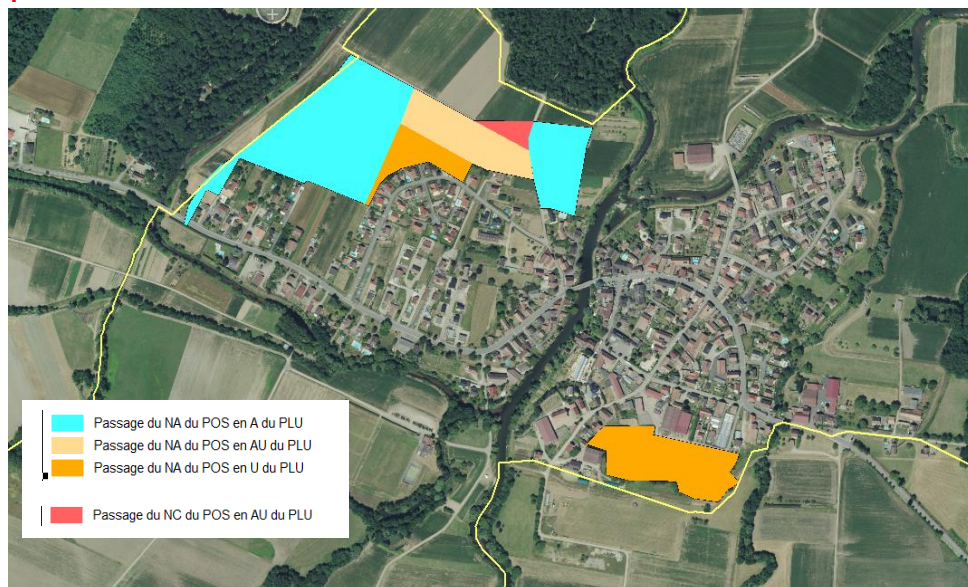 Passage du NA du POS en A du PLU
Passage du NA du POS en AU du PLU
Passage du NA du POS en U du PLU
Passage du NC du POS en AU du PLU